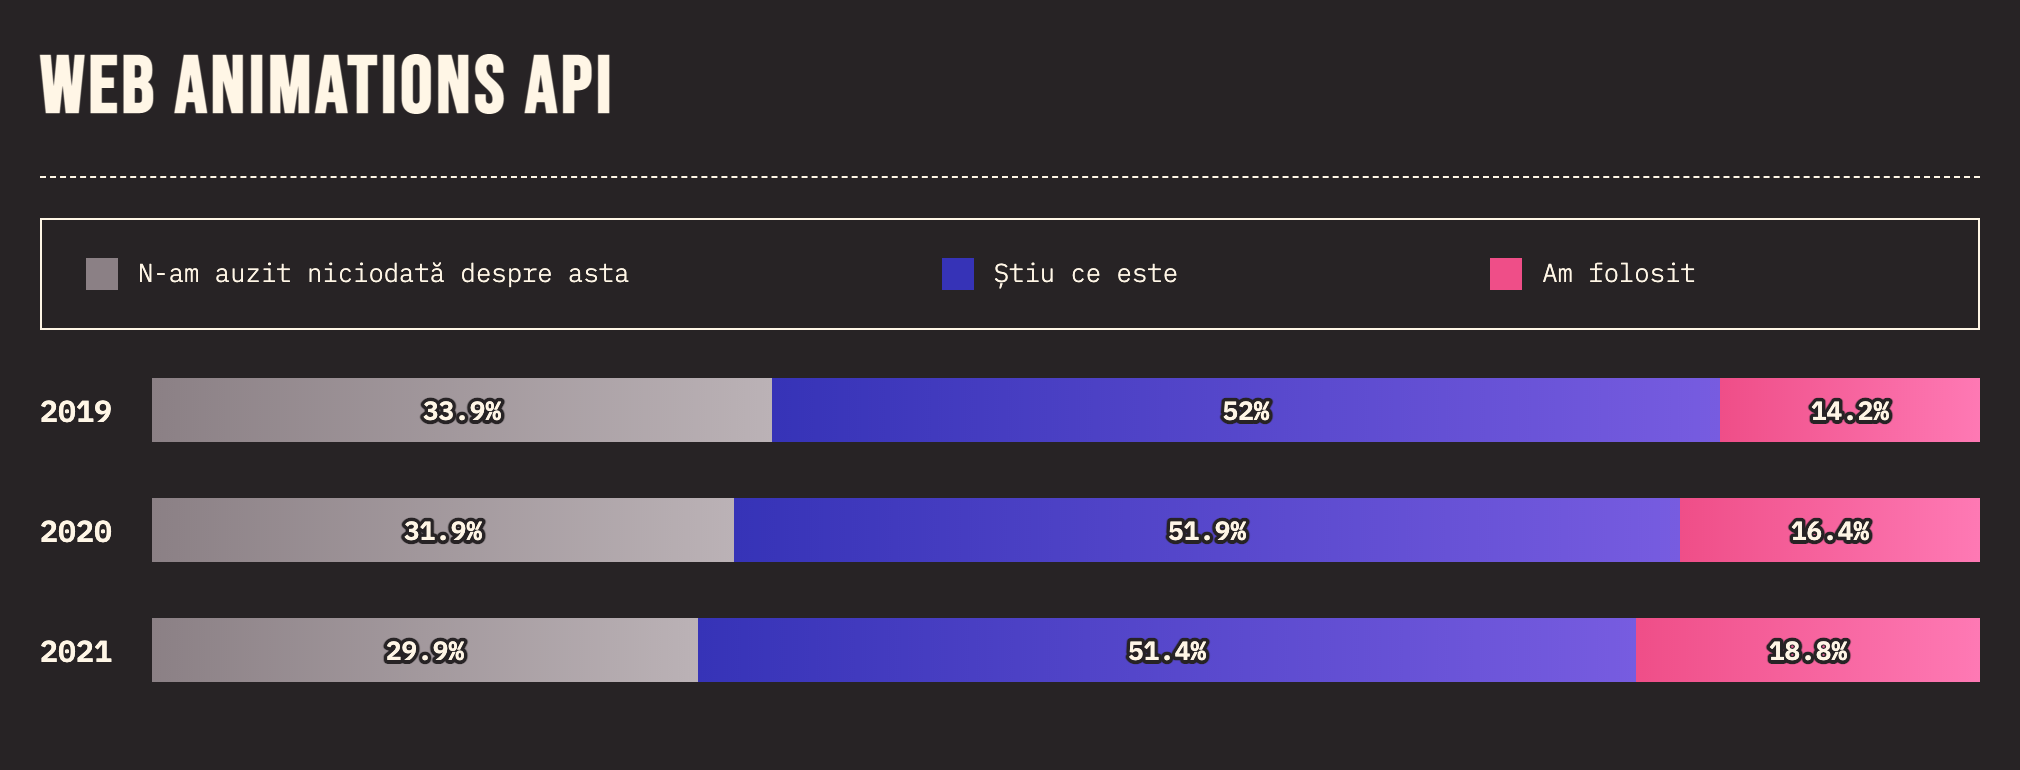 WEB ANIMATIONS API
N-am auzit niciodată despre asta Știu ce este Am folosit
2019 33.9% 52% 14.2%
2020 31.9% 51.9% 16.4%
2021 29.9% 51.4% 18.8%